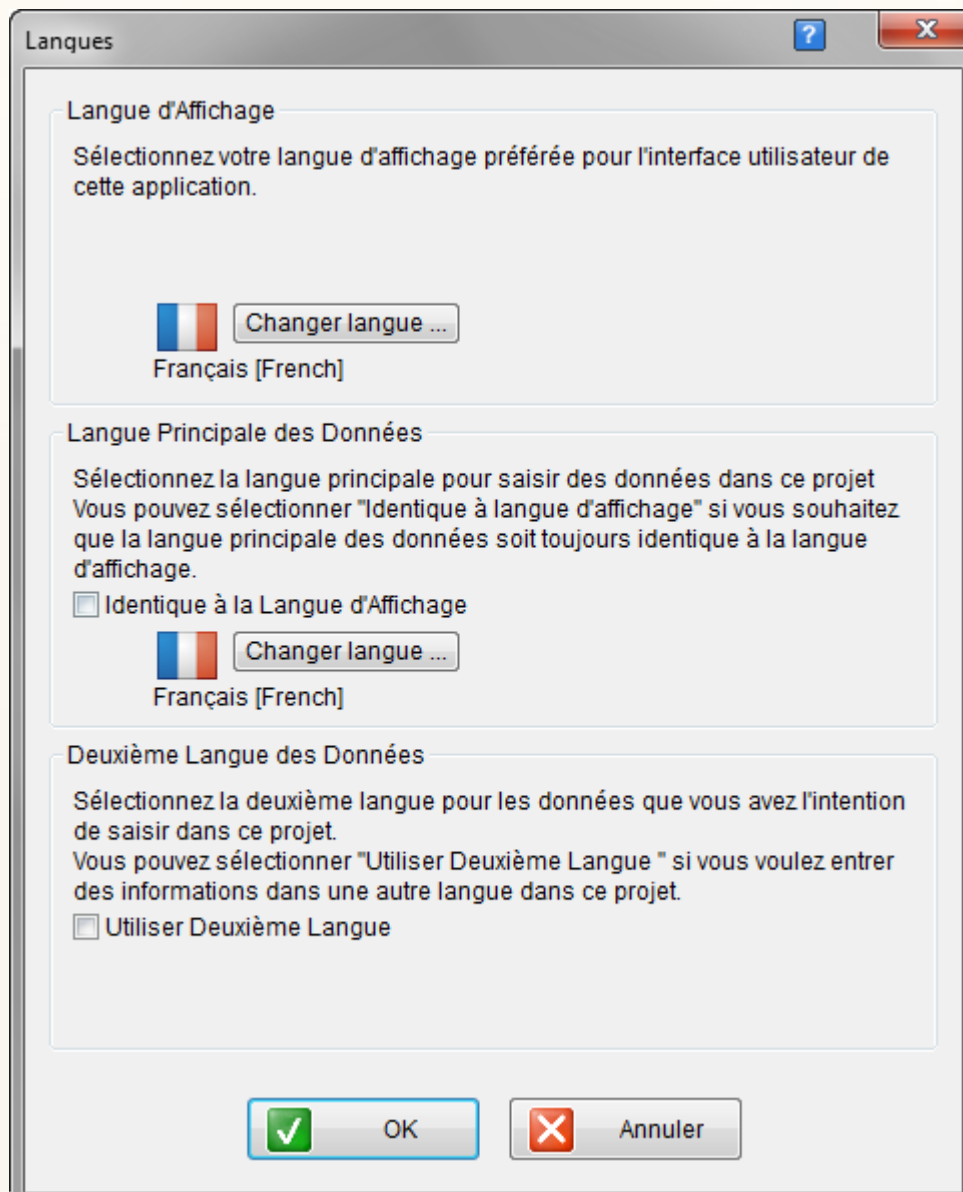 Langues
?
Langue d'Affichage
Sélectionnez votre langue d'affichage préférée pour l'interface utilisateur de
cette application.
Changer langue ...
Français [French]
Langue Principale des Données
Sélectionnez la langue principale pour saisir des données dans ce projet
Vous pouvez sélectionner "Identique à langue d'affichage" si vous souhaitez
que la langue principale des données soit toujours identique à la langue
d'affichage.
Identique à la Langue d'Affichage
Changer langue ...
Français [French]
Deuxième Langue des Données
Sélectionnez la deuxième langue pour les données que vous avez l'intention
de saisir dans ce projet.
Vous pouvez sélectionner "Utiliser Deuxième Langue " si vous voulez entrer
des informations dans une autre langue dans ce projet.
Utiliser Deuxième Langue
OK
Annuler